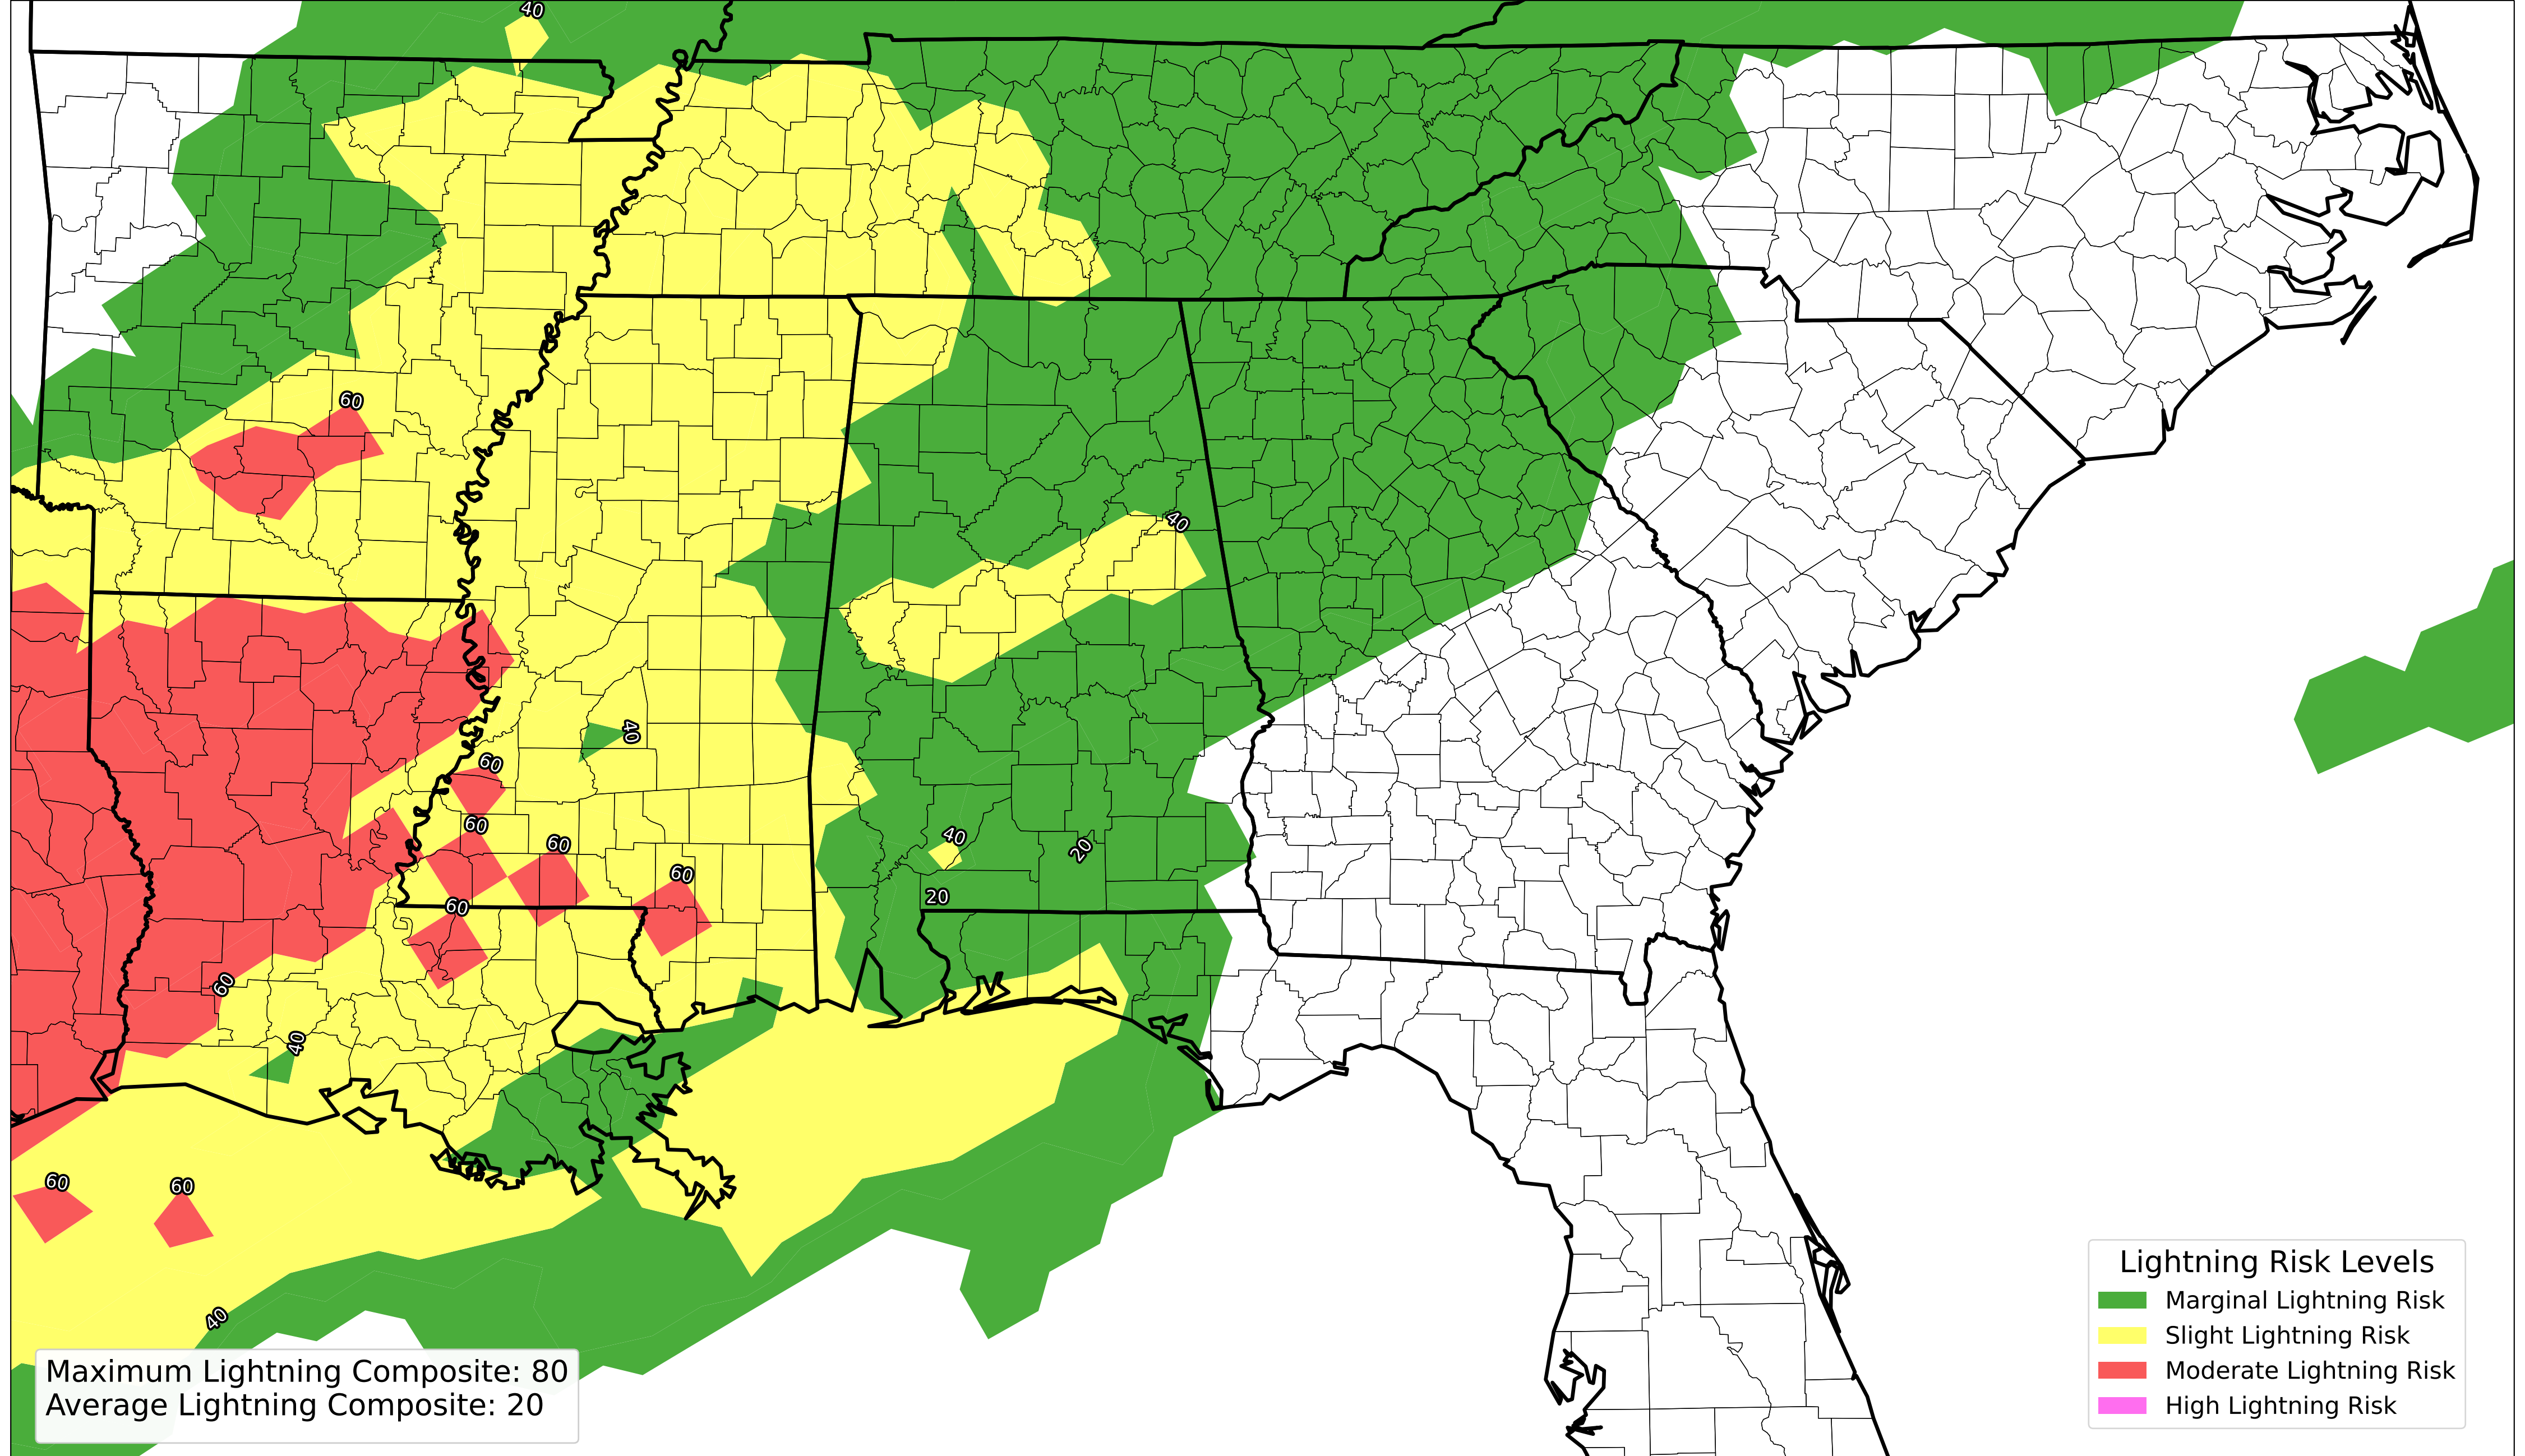 40
60
40
40
60
60
60
40
20
60
20
60
60
40
60
60
40
Lightning Risk Levels
Marginal Lightning Risk
Slight Lightning Risk
Moderate Lightning Risk
High Lightning Risk
Maximum Lightning Composite: 80
Average Lightning Composite: 20